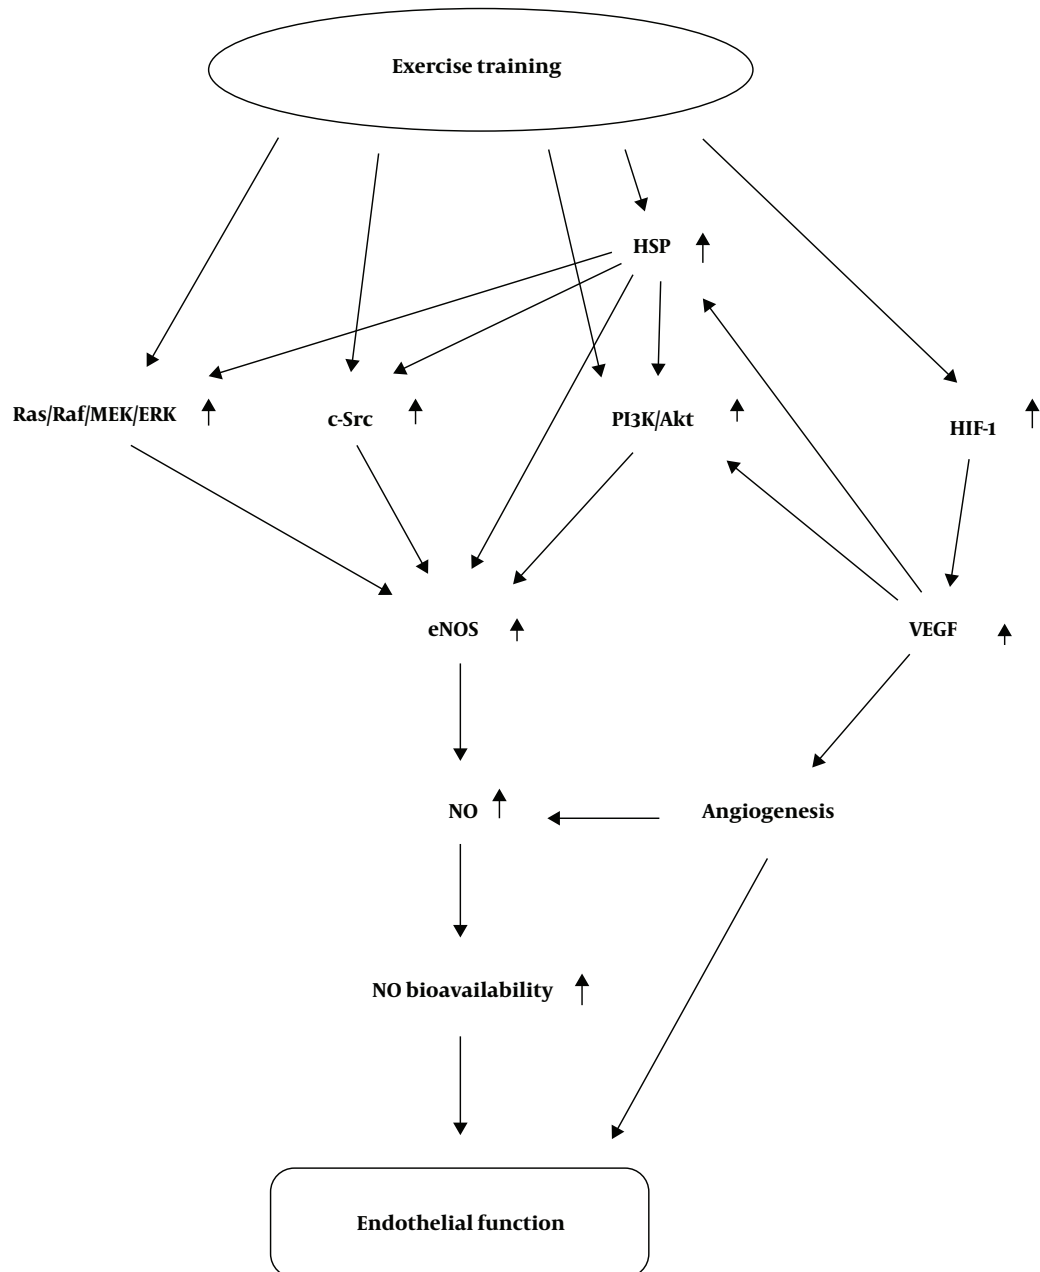 Exercise training
HSP
Ras/Raf/MEK/ERK
c-Src
PI3K/Akt
HIF-1
eNOS
VEGF
NO
Angiogenesis
NO bioavailability
Endothelial function